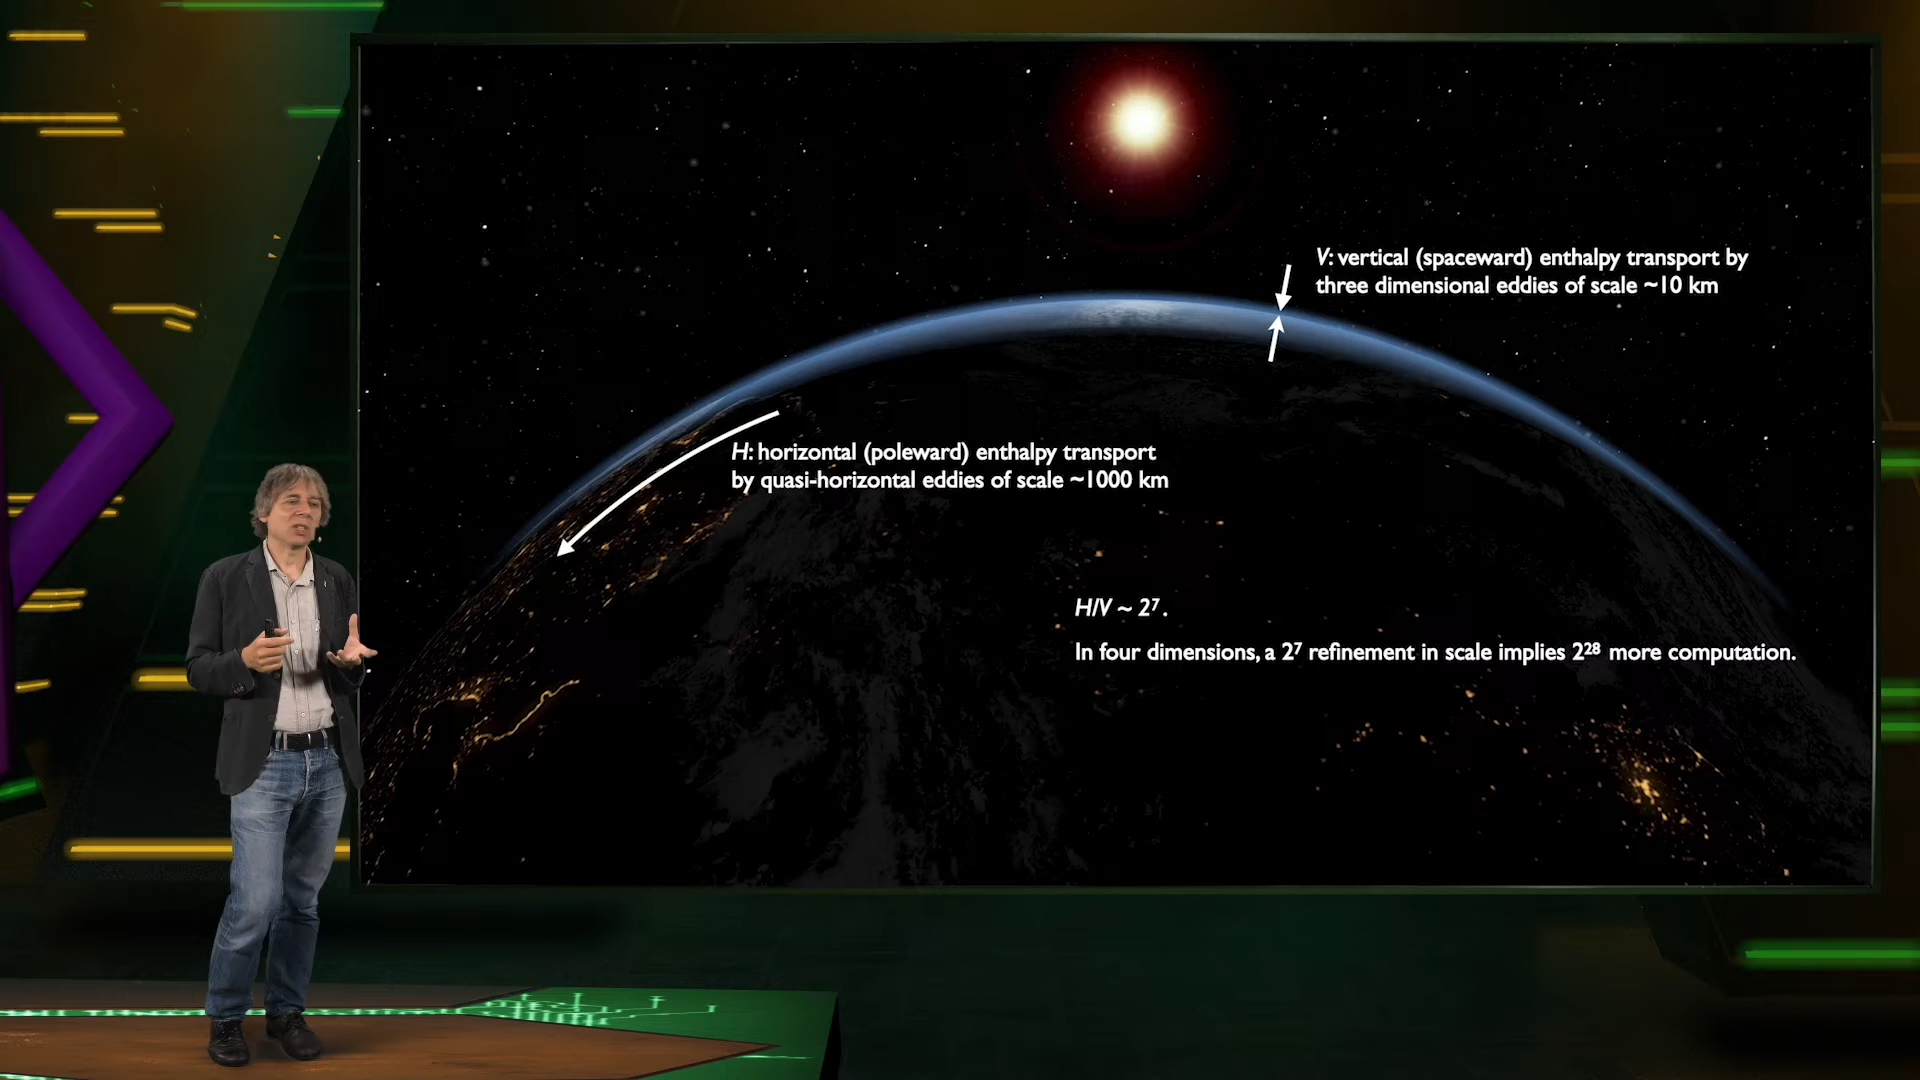 V: vertical (spaceward) enthalpy transport by
three dimensional eddies of scale ~10 km
H: horizontal (poleward) enthalpy transport
by quasi-horizontal eddies of scale ~1000 km
H/V ~ 2⁷.
In four dimensions, a 2⁷ refinement in scale implies 2²⁸ more computation.